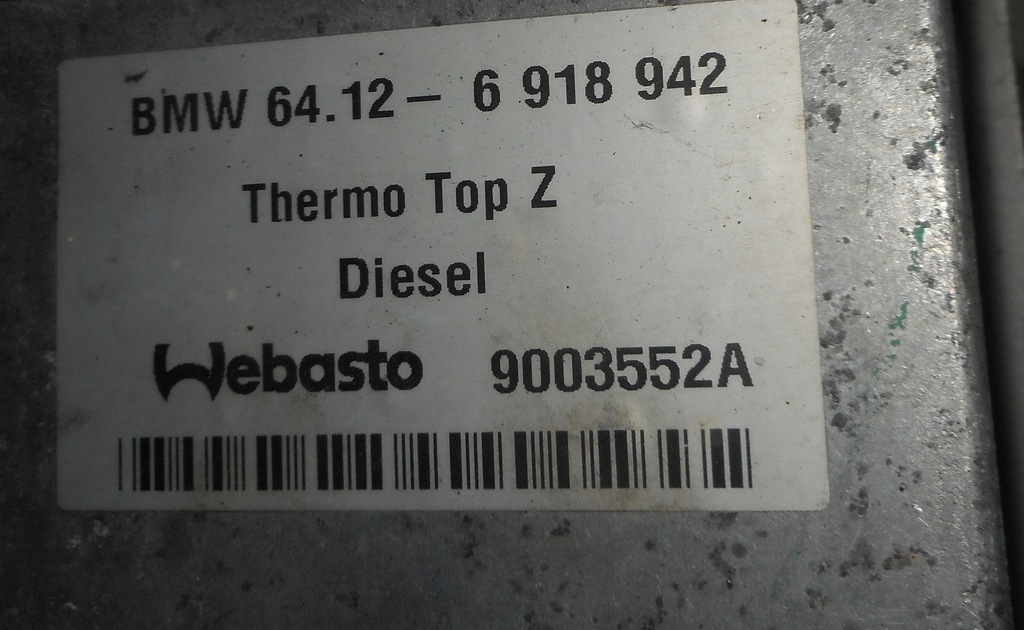 BMW 64.12- 6 918 942
Thermo Top Z
Diesel
Webasto 9003552A